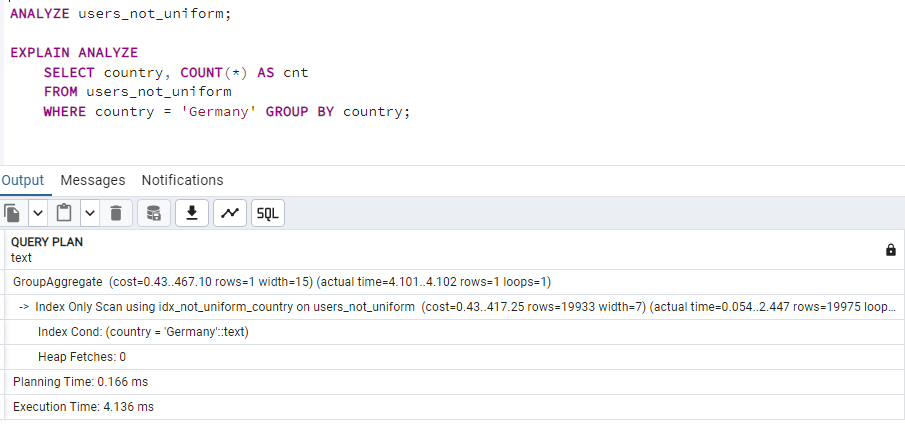 ANALYZE users_not_uniform;
EXPLAIN ANALYZE
SELECT country, COUNT(*) AS cnt
FROM users_not_uniform
WHERE country = 'Germany' GROUP BY country;
Output Messages Notifications
SQL
QUERY PLAN
text
GroupAggregate (cost=0.43..467.10 rows=1 width=15) (actual time=4.101..4.102 rows=1 loops=1)
-> Index Only Scan using idx_not_uniform_country on users_not_uniform (cost=0.43..417.25 rows=19933 width=7) (actual time=0.054..2.447 rows=19975 loop...
Index Cond: (country = 'Germany'::text)
Heap Fetches: 0
Planning Time: 0.166 ms
Execution Time: 4.136 ms